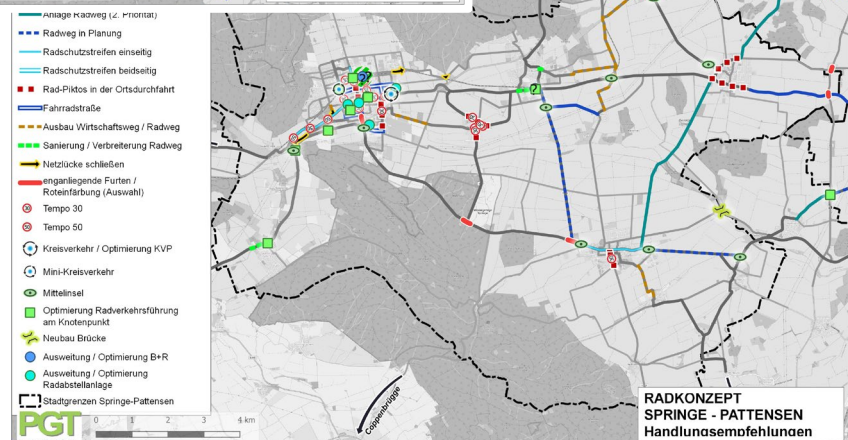 Anlage Radweg (2. Priorität)
Radweg in Planung
Radschutzstreifen einseitig
Radschutzstreifen beidseitig
Rad-Piktos in der Ortsdurchfahrt
Fahrradstraße
Ausbau Wirtschaftsweg / Radweg
Sanierung / Verbreiterung Radweg
Netzlücke schließen
enganliegende Furten /
Roteinfärbung (Auswahl)
Tempo 30
Tempo 50
Kreisverkehr / Optimierung KVP
Mini-Kreisverkehr
Mittelinsel
Optimierung Radverkehrsführung
am Knotenpunkt
Neubau Brücke
Ausweitung / Optimierung B+R
Ausweitung / Optimierung
Radabstellanlage
Stadtgrenzen Springe-Pattensen
PGT
0 1 2 3 4 km
Coppenbrügge
?
?
RADKONZEPT
SPRINGE - PATTENSEN
Handlungsempfehlungen